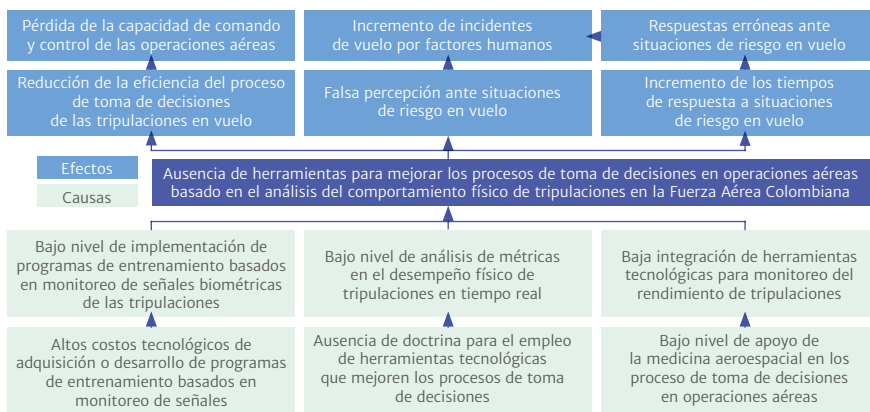 Pérdida de la capacidad de comando
y control de las operaciones aéreas
Incremento de incidentes
de vuelo por factores humanos
Respuestas erróneas ante
situaciones de riesgo en vuelo
Reducción de la eficiencia del proceso
de toma de decisiones
de las tripulaciones en vuelo
Falsa percepción ante situaciones
de riesgo en vuelo
Incremento de los tiempos
de respuesta a situaciones
de riesgo en vuelo
Efectos
Causas
Ausencia de herramientas para mejorar los procesos de toma de decisiones en operaciones aéreas
basado en el análisis del comportamiento físico de tripulaciones en la Fuerza Aérea Colombiana
Bajo nivel de implementación de
programas de entrenamiento basados
en monitoreo de señales biométricas
de las tripulaciones
Bajo nivel de análisis de métricas
en el desempeño físico de
tripulaciones en tiempo real
Baja integración de herramientas
tecnológicas para monitoreo del
rendimiento de tripulaciones
Altos costos tecnológicos de
adquisición o desarrollo de programas
de entrenamiento basados en
monitoreo de señales
Ausencia de doctrina para el empleo
de herramientas tecnológicas
que mejoren los procesos de toma
de decisiones
Bajo nivel de apoyo de
la medicina aeroespacial en los
proceso de toma de decisiones
en operaciones aéreas